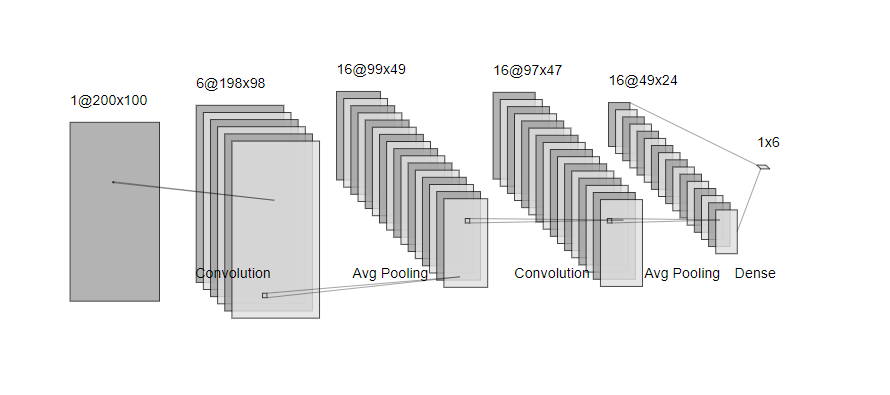 1@200x100
6@198x98
16@99x49
16@97x47
16@49x24
1x6
Convolution
Avg Pooling
Convolution
Avg Pooling
Dense